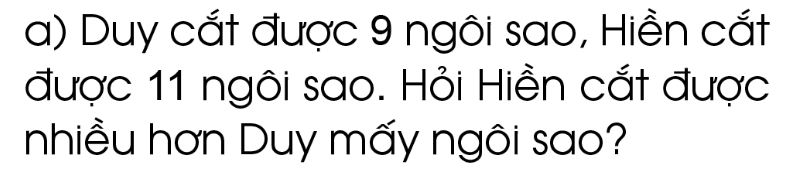 a) Duy cắt được 9 ngôi sao, Hiền cắt
được 11 ngôi sao. Hỏi Hiền cắt được
nhiều hơn Duy mấy ngôi sao?